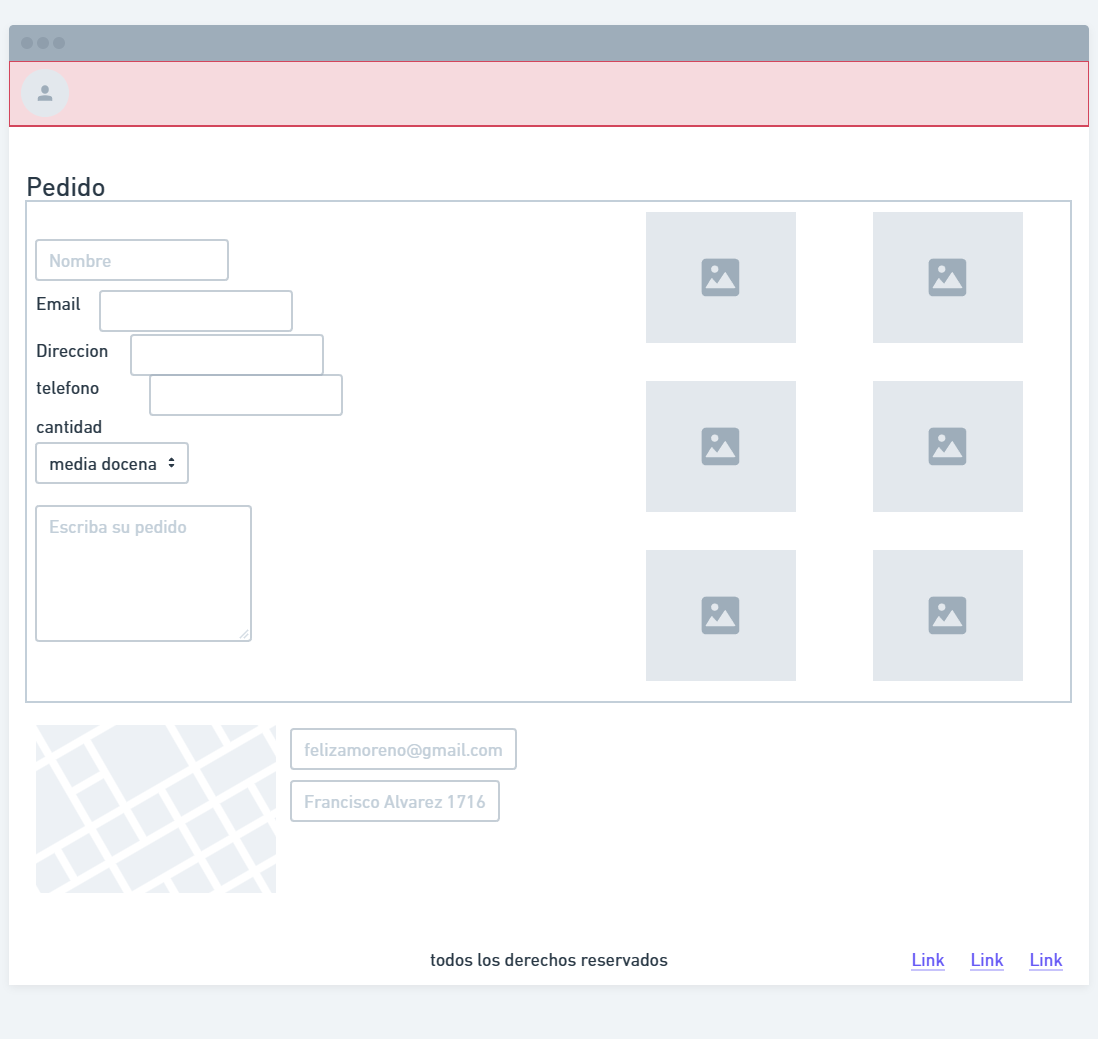 Pedido
Nombre
Email
Direccion
telefono
cantidad
media docena
Escriba su pedido
felizamoreno@gmail.com
Francisco Alvarez 1716
todos los derechos reservados
Link Link Link